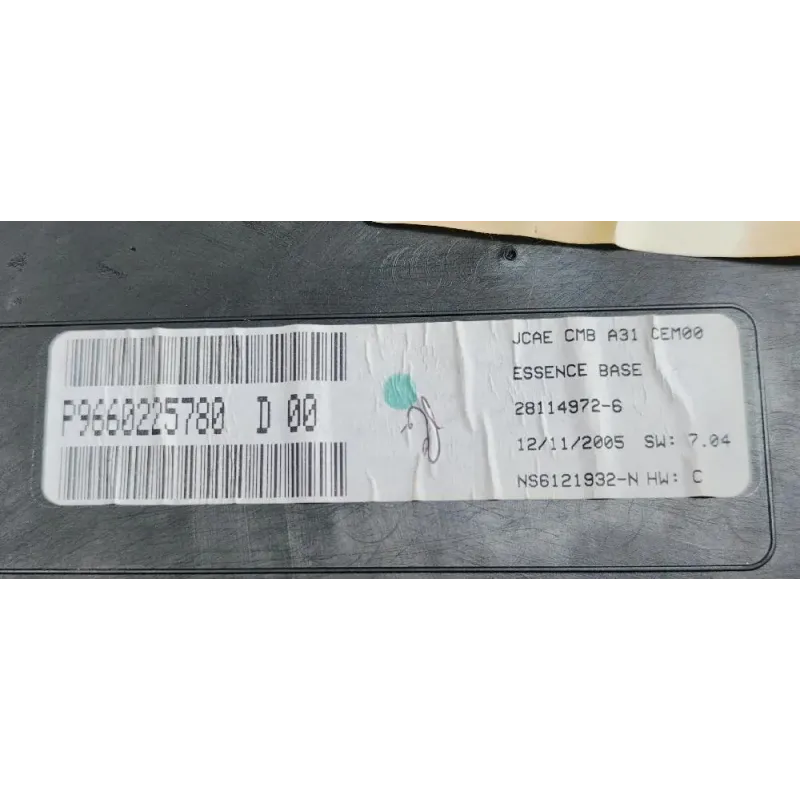 P9660225780 D 00
JCAE CMB A31 CEM00
ESSENCE BASE
28114972-6
12/11/2005 SW: 7.04
NS6121932-N HW: C